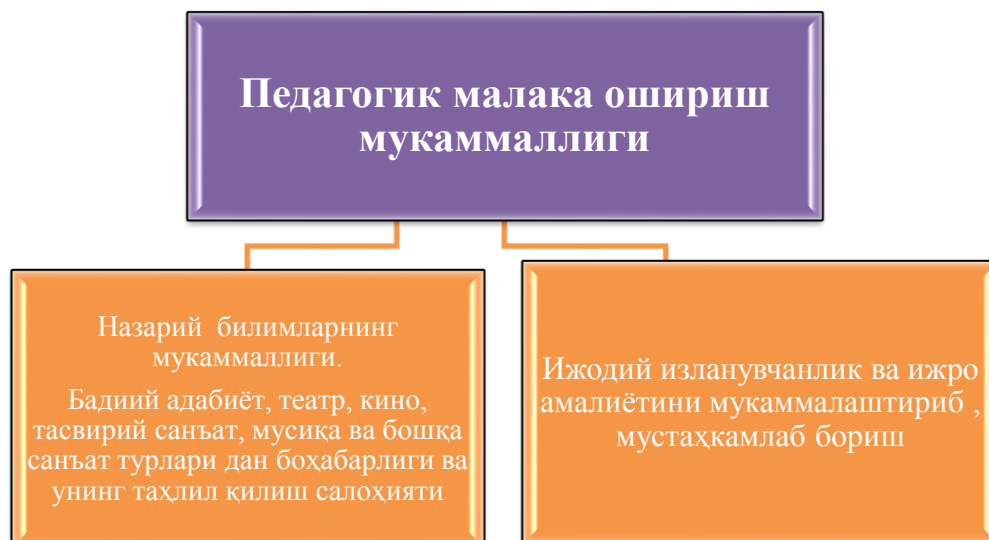 Педагогик малака ошириш
мукаммаллиги
Назарий билимларнинг
мукаммаллиги.
Бадиий адабиёт, театр, кино,
тасвирий санъат, мусиқа ва бошқа
санъат турлари дан боҳабарлиги ва
унинг таҳлил қилиш салоҳияти
Ижодий изланувчанлик ва ижро
амалиётини мукаммалаштириб ,
мустаҳкамлаб бориш